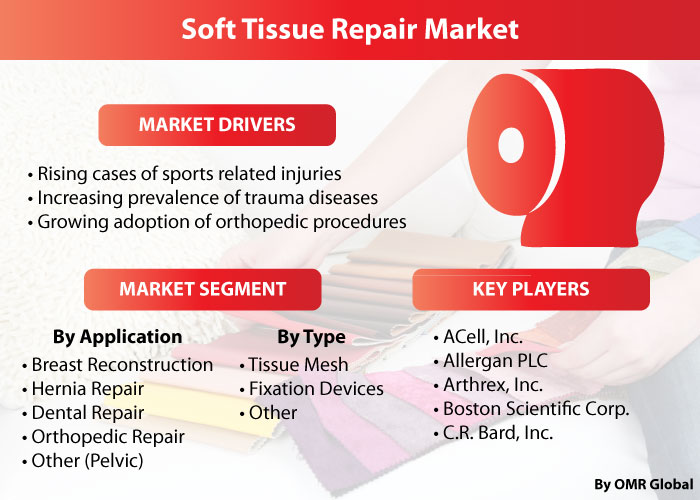 Soft Tissue Repair Market
MARKET DRIVERS
• Rising cases of sports related injuries
• Increasing prevalence of trauma diseases
• Growing adoption of orthopedic procedures
MARKET SEGMENT
By Application
• Breast Reconstruction
• Hernia Repair
• Dental Repair
• Orthopedic Repair
• Other (Pelvic)
By Type
• Tissue Mesh
• Fixation Devices
• Other
KEY PLAYERS
• ACell, Inc.
• Allergan PLC
• Arthrex, Inc.
• Boston Scientific Corp.
• C.R. Bard, Inc.
By OMR Global